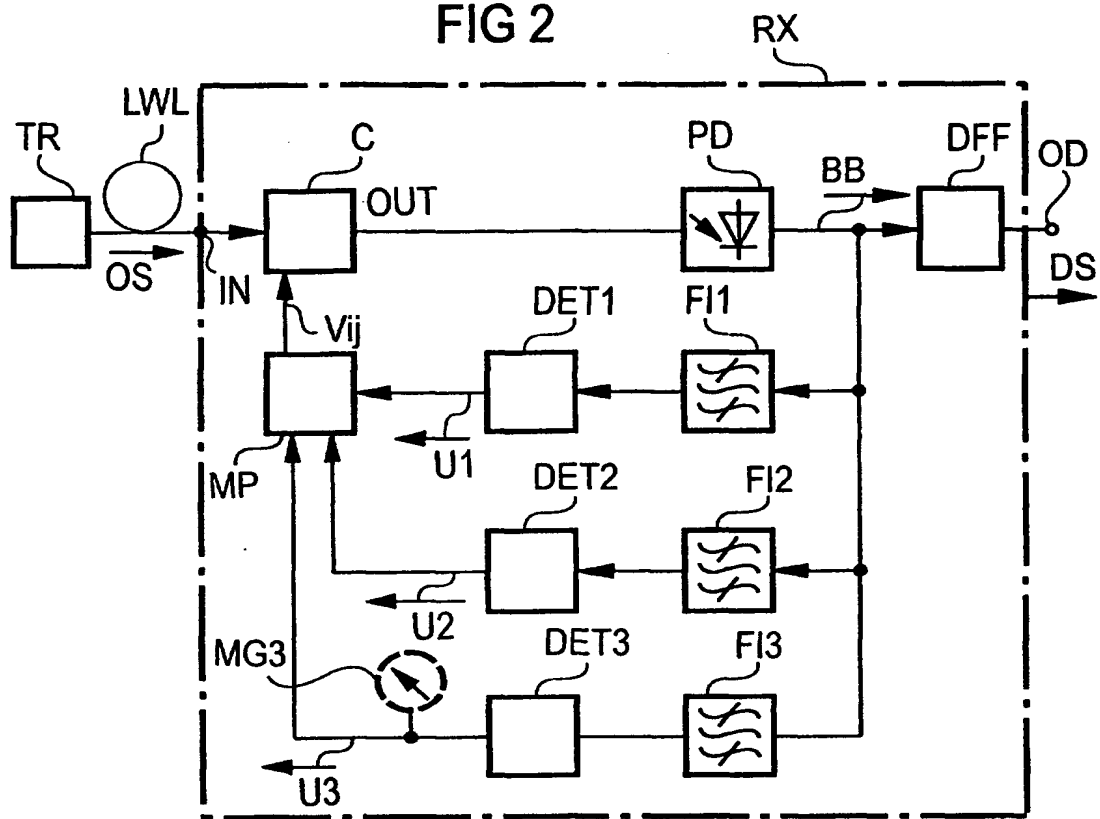 FIG 2
RX
LWL
TR
C
PD
DFF
OD
BB
OUT
OS
IN
DS
Vij
DET1
FI1
U1
MP
DET2
FI2
U2
MG3
DET3
FI3
U3